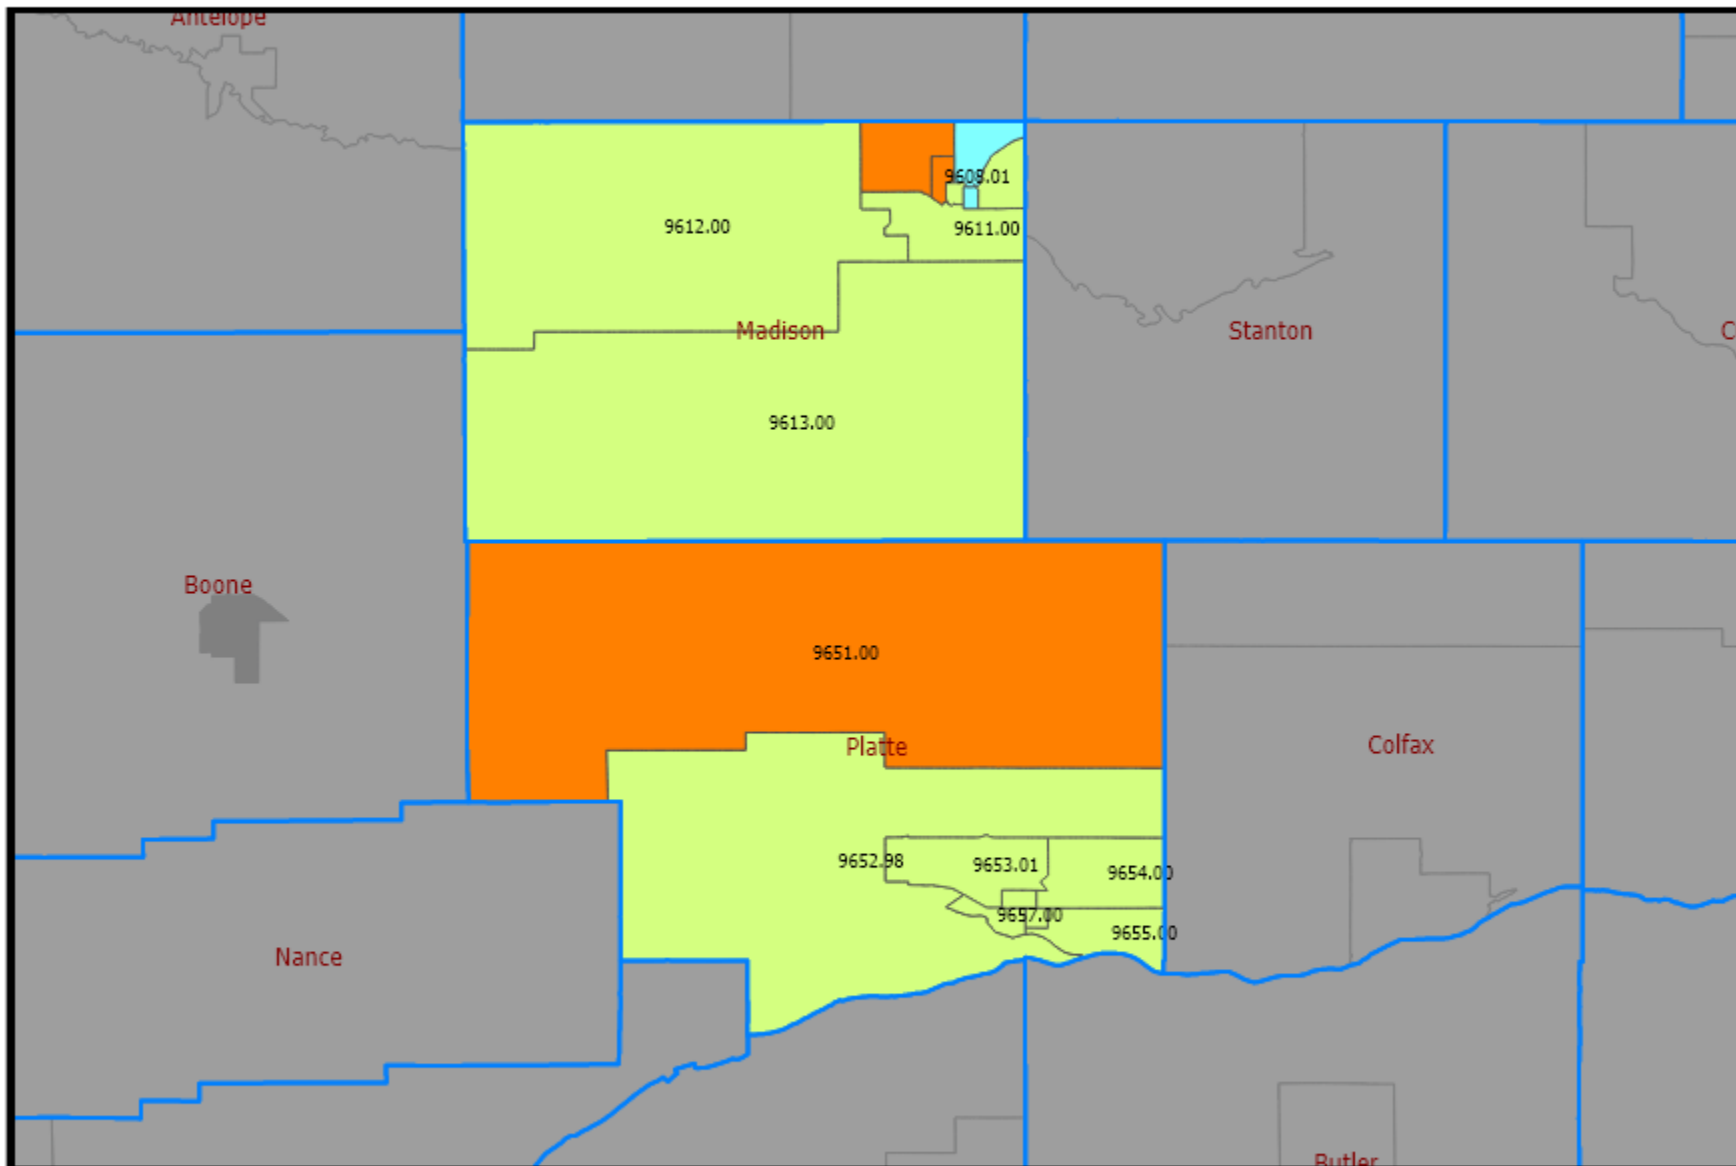 Antelope
9608.01
9612.00
9611.00
Madison
Stanton
C
9613.00
Boone
9651.00
Platte
Colfax
9652.98
9653.01
9654.00
9657.00
9655.00
Nance
Butler